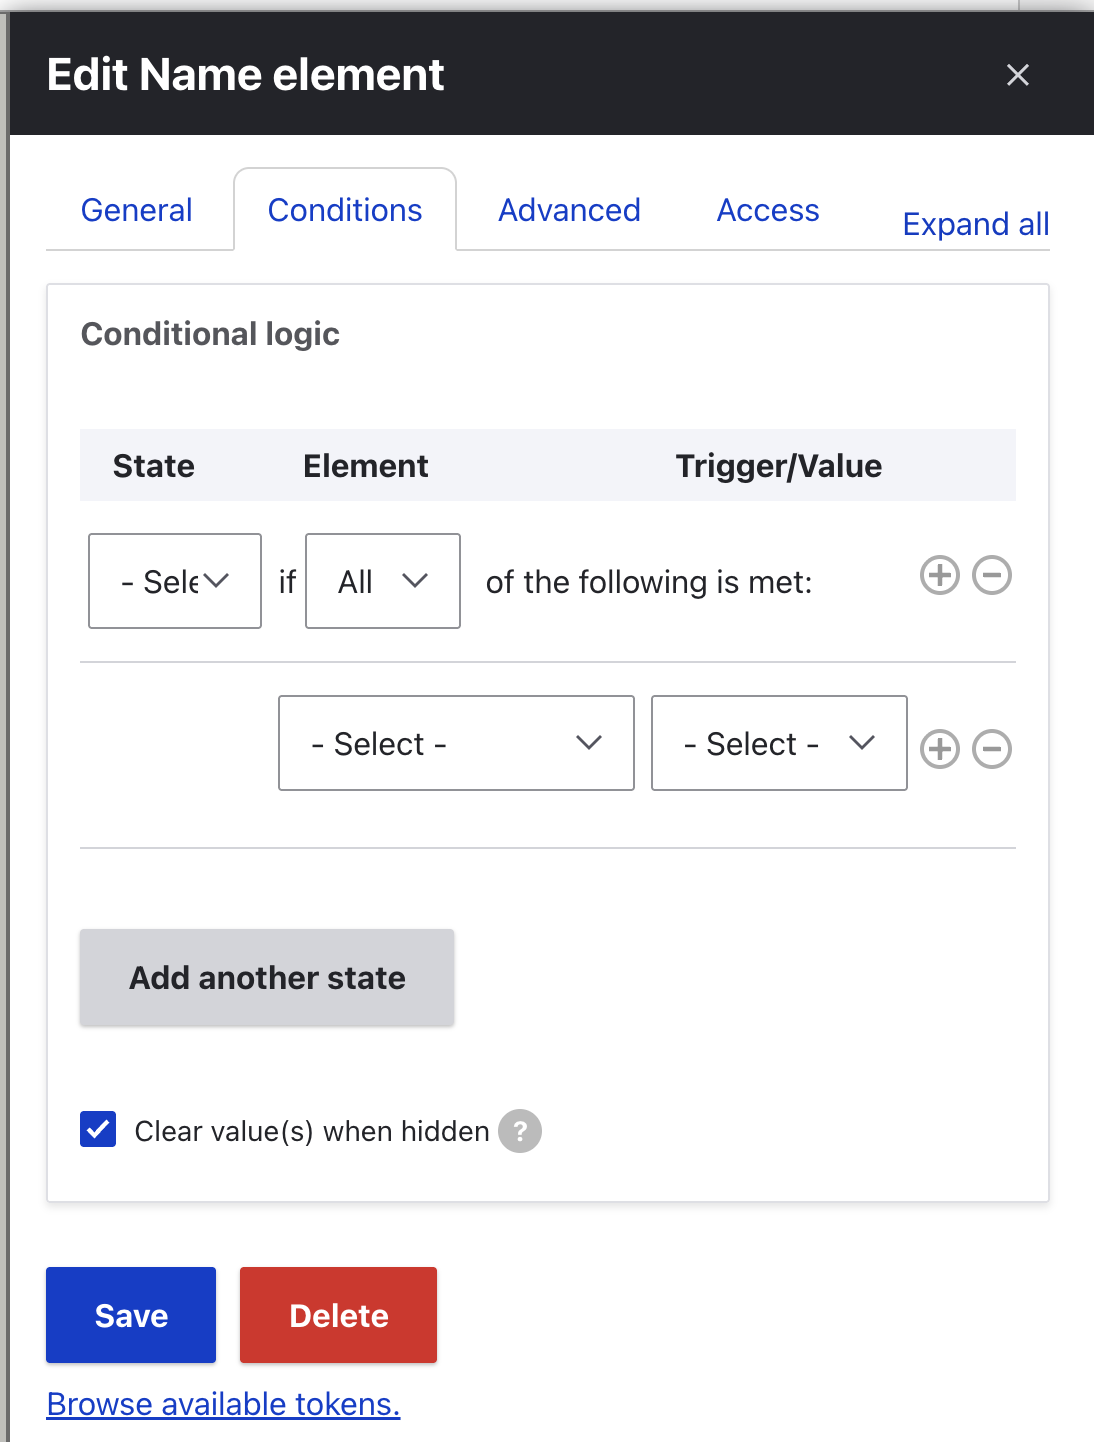 Edit Name element
General Conditions Advanced Access Expand all
Conditional logic
State Element Trigger/Value
- Sele if All of the following is met:
- Select - - Select -
Add another state
Clear value(s) when hidden ?
Save Delete
Browse available tokens.